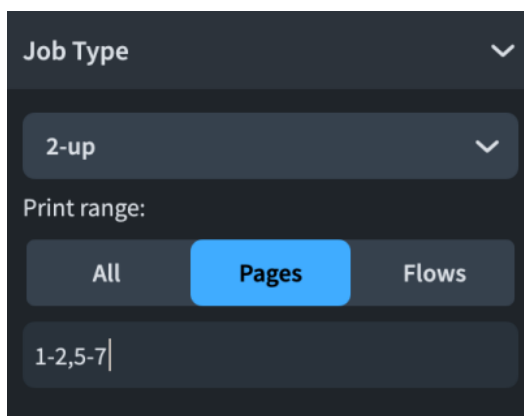 Job Type
2-up
Print range:
All Pages Flows
1-2,5-7